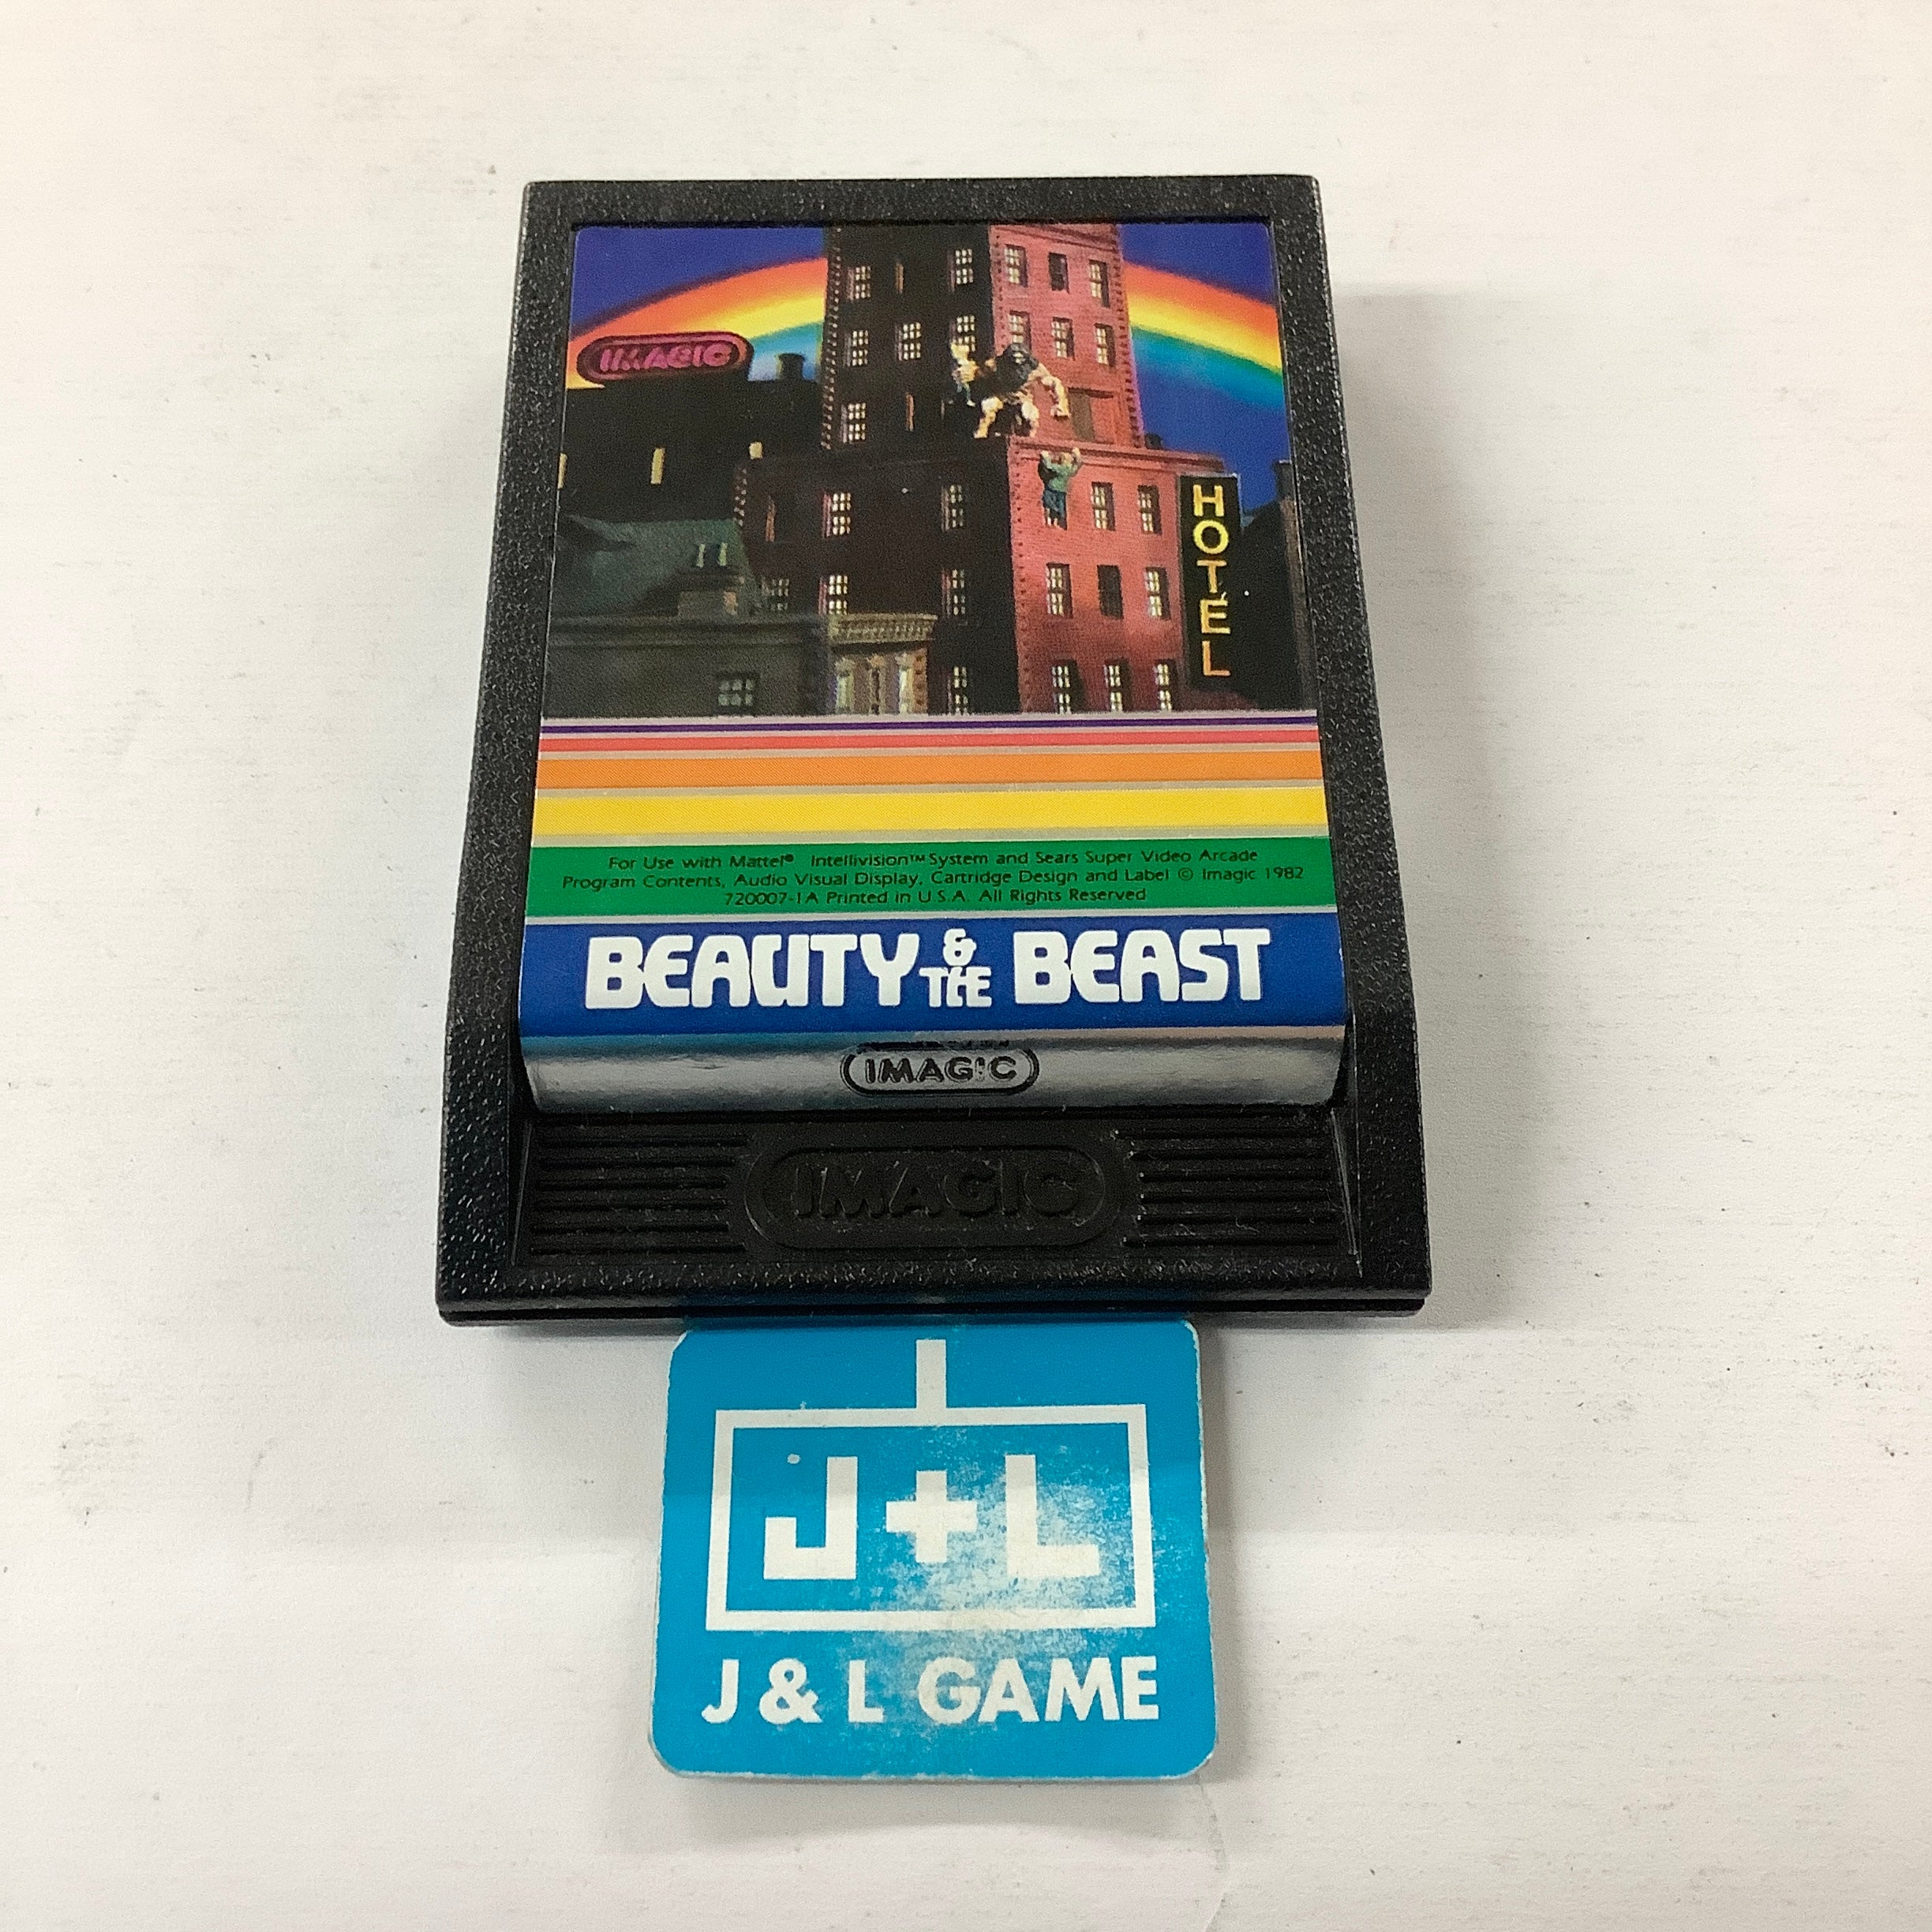 IMAGIC
HOTEL
For Use with Mattel® Intellivision™ System and Sears Super Video Arcade
Program Contents, Audio Visual Display, Cartridge Design and Label © Imagic 1982
720007-1A Printed in U.S.A. All Rights Reserved
BEAUTY & THE BEAST
IMAGIC
IMAGIC
J+L
J & L GAME